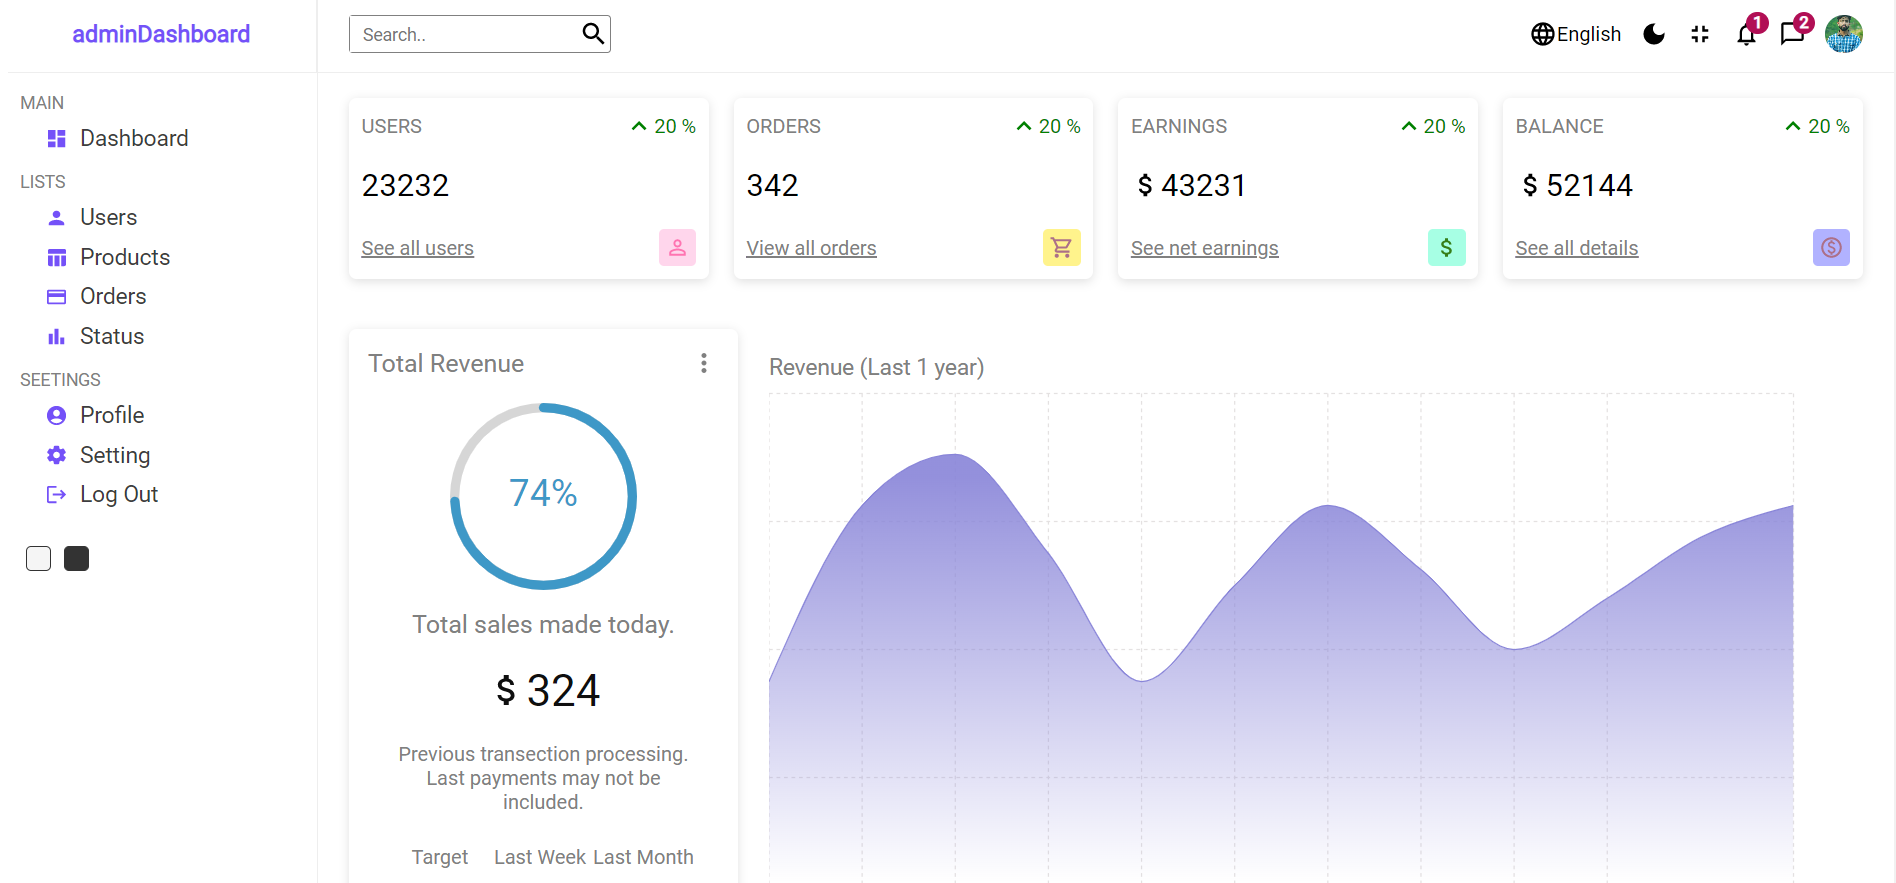 adminDashboard
Search..
English
1
2
MAIN
Dashboard
LISTS
Users
Products
Orders
Status
SEETINGS
Profile
Setting
Log Out
USERS
20 %
23232
See all users
ORDERS
20 %
342
View all orders
EARNINGS
20 %
$ 43231
See net earnings
$
BALANCE
20 %
$ 52144
See all details
$
Total Revenue
74%
Total sales made today.
$ 324
Previous transection processing.
Last payments may not be
included.
Target Last Week Last Month
Revenue (Last 1 year)